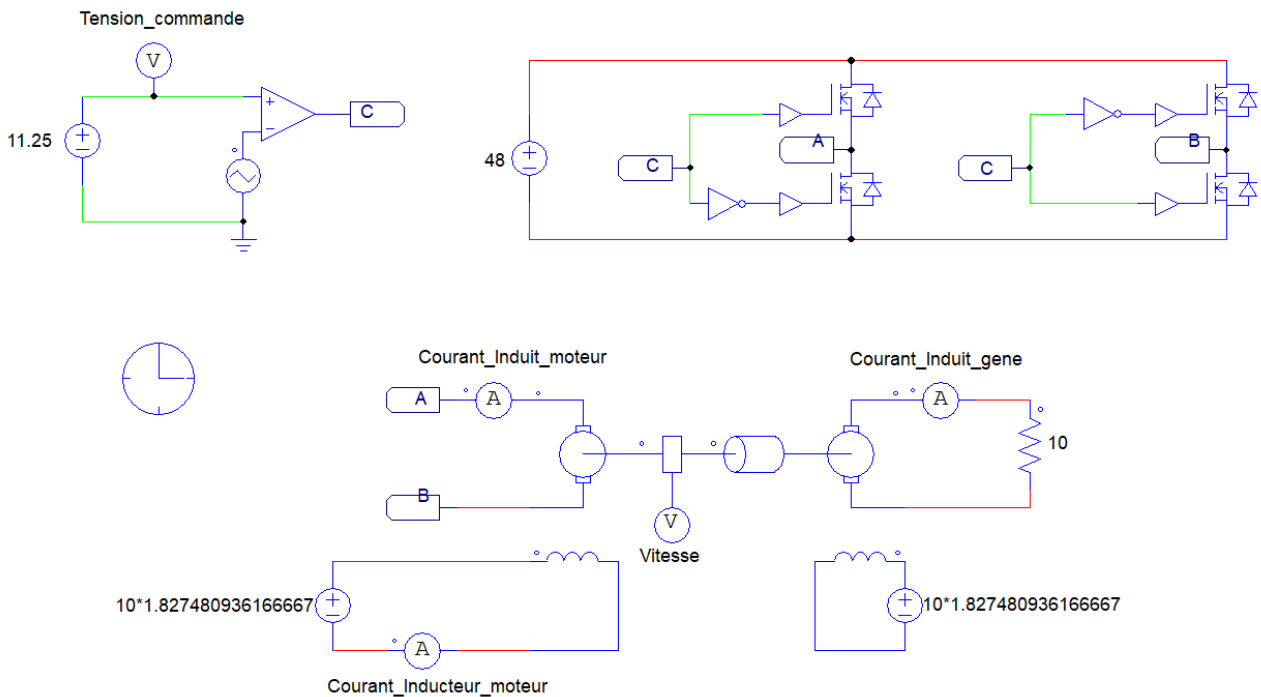 Tension_commande
V
11.25
C
48
C
A
C
B
Courant_Induit_moteur
Courant_Induit_gene
A
A
A
10
B
V
Vitesse
10*1.827480936166667
10*1.827480936166667
A
Courant_Inducteur_moteur